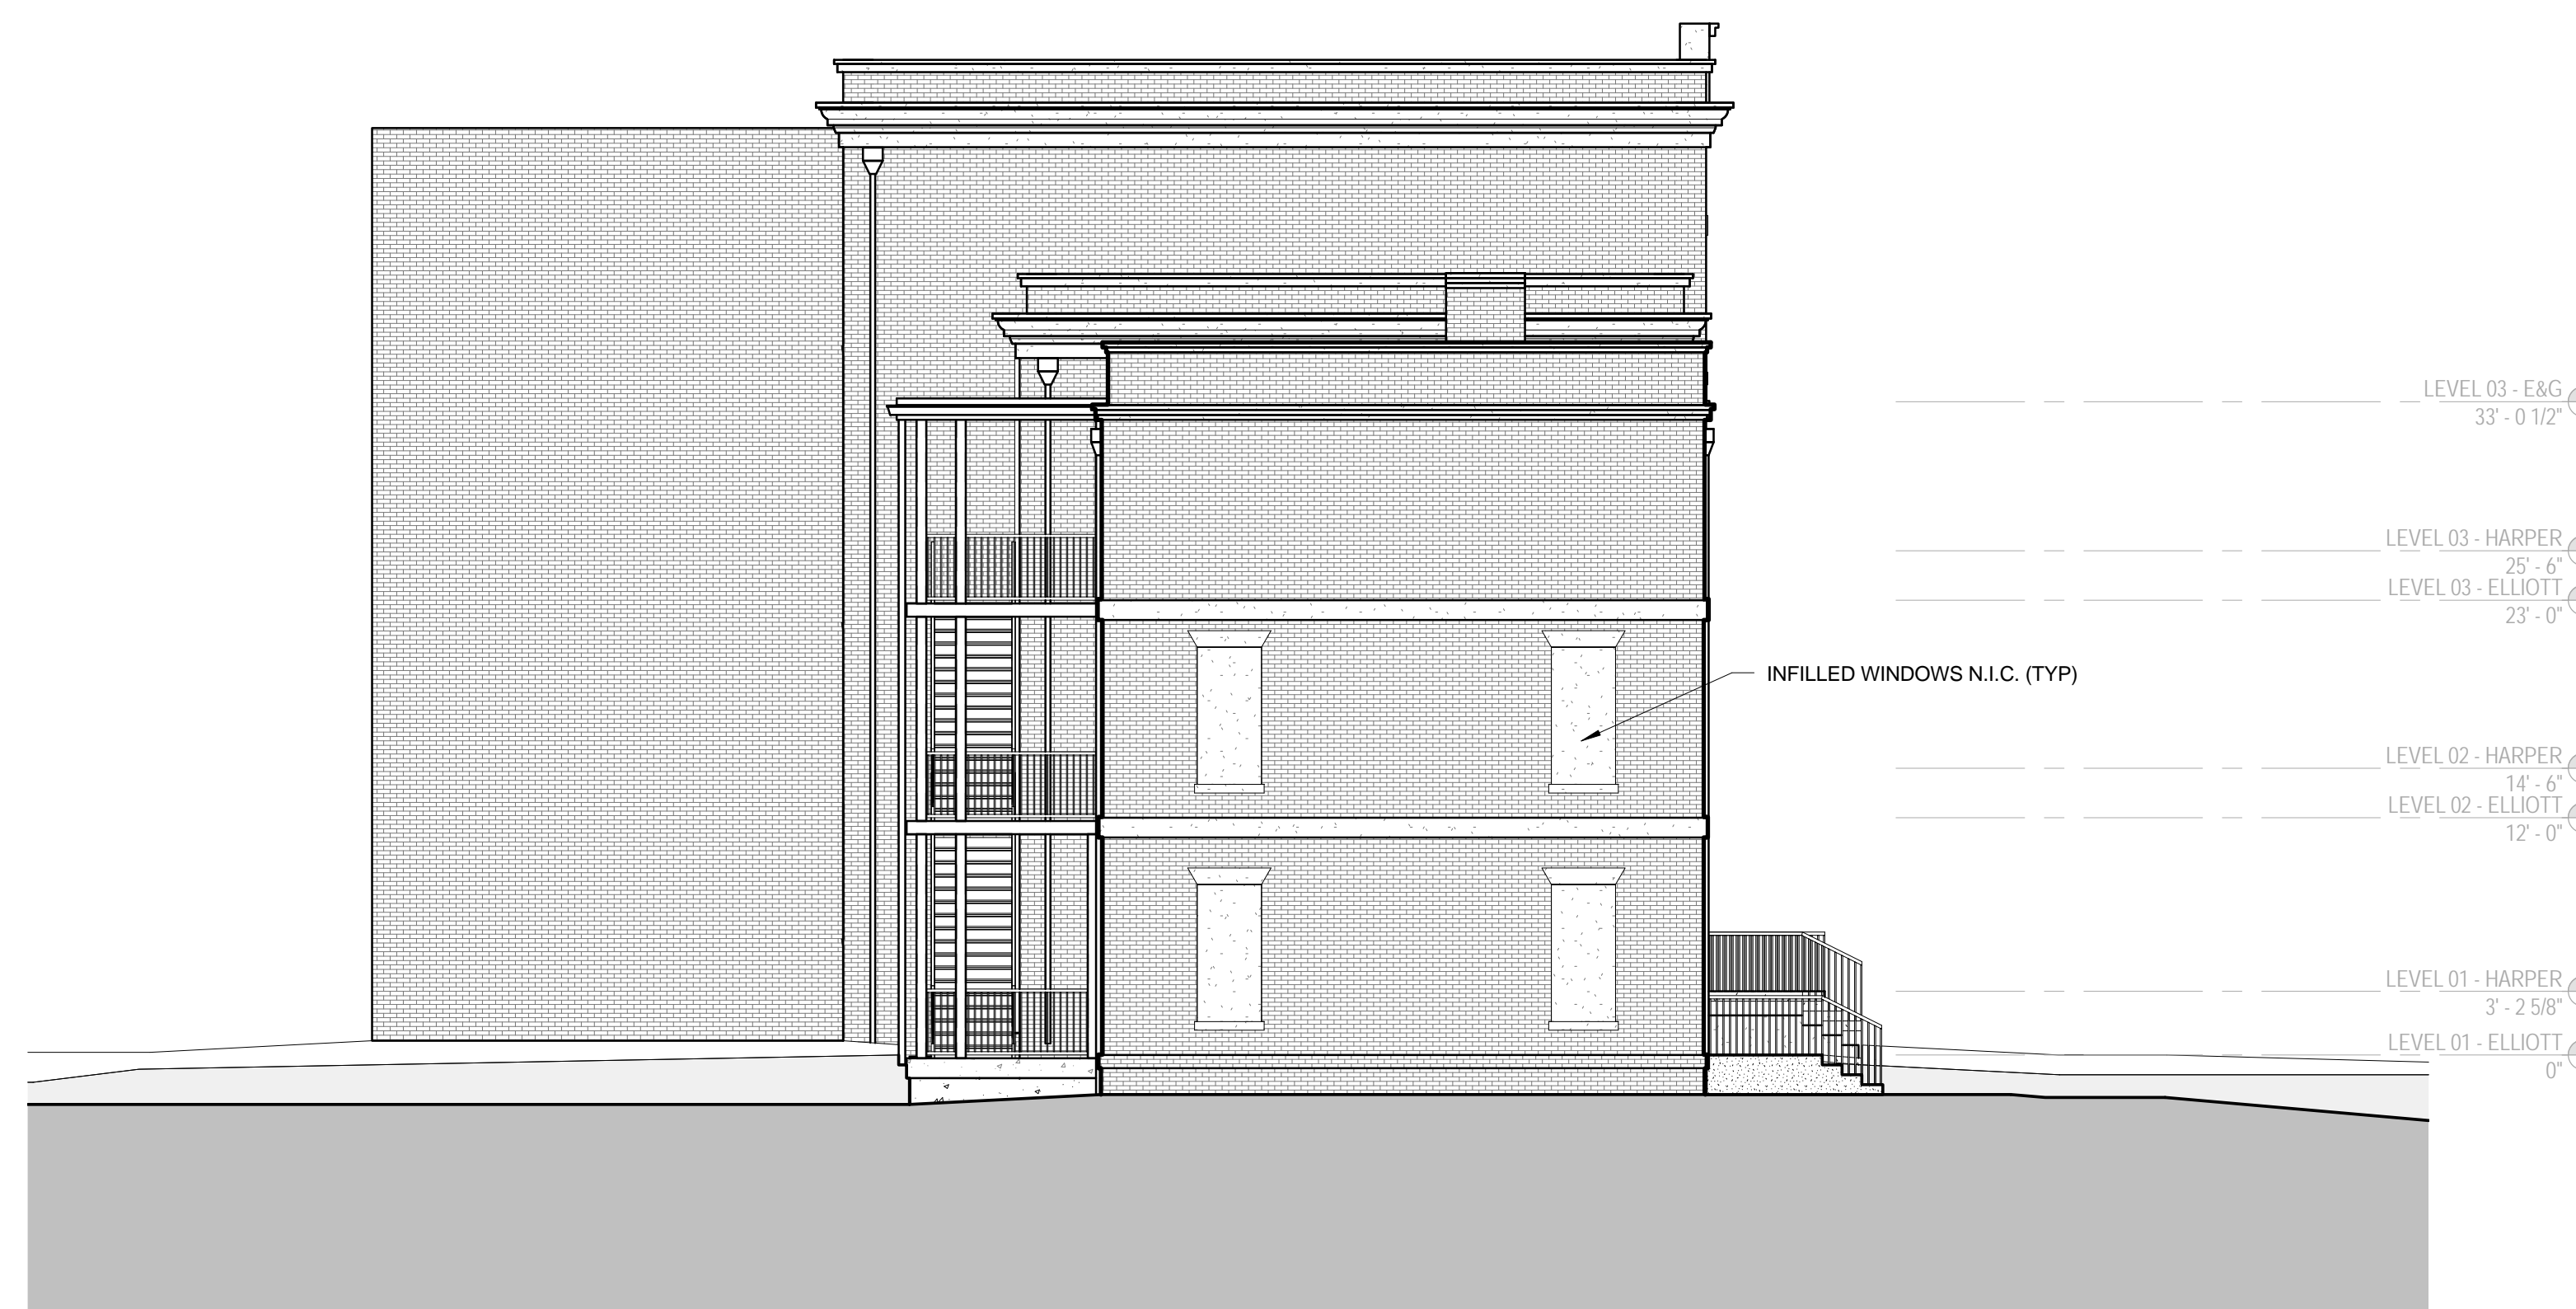 LEVEL 03 - E&G
33' - 0 1/2"
LEVEL 03 - HARPER
25' - 6"
LEVEL 03 - ELLIOTT
23' - 0"
INFILLED WINDOWS N.I.C. (TYP)
LEVEL 02 - HARPER
14' - 6"
LEVEL 02 - ELLIOTT
12' - 0"
LEVEL 01 - HARPER
3' - 2 5/8"
LEVEL 01 - ELLIOTT
0"